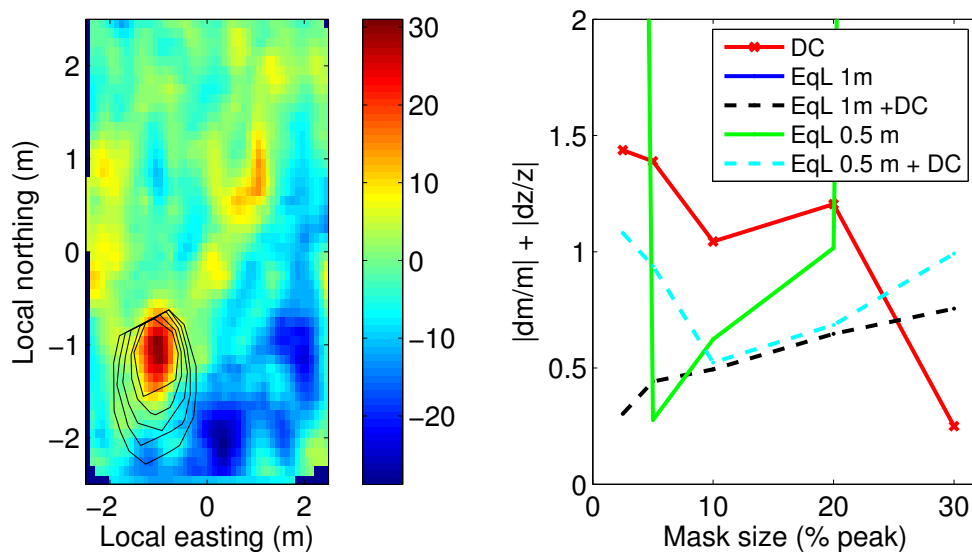 2
1
0
−1
−2
−2
0
2
Local northing (m)
Local easting (m)
30
20
10
0
−10
−20
2
1.5
1
0.5
0
0
10
20
30
|dm/m| + |dz/z|
Mask size (% peak)
DC
EqL 1m
EqL 1m +DC
EqL 0.5 m
EqL 0.5 m + DC